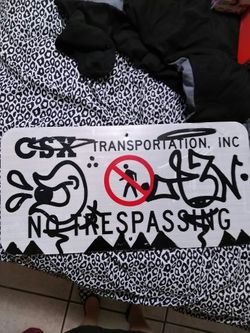 CSX TRANSPORTATION, INC
NO TRESPASSING